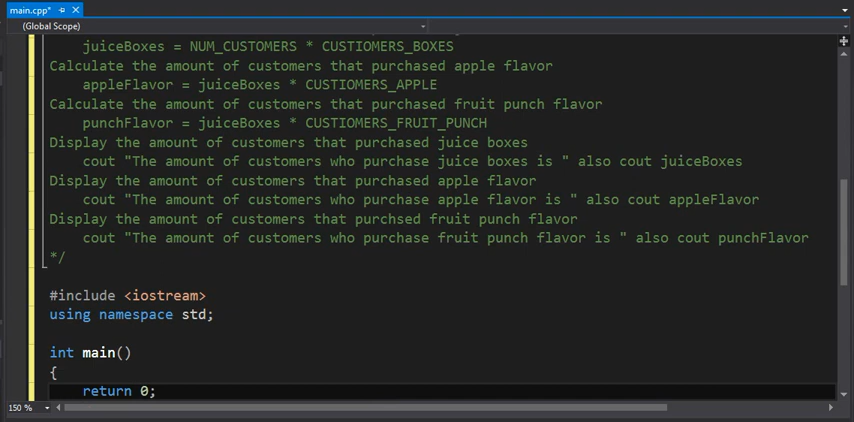 main.cpp*
(Global Scope)
juiceBoxes = NUM_CUSTOMERS * CUSTIOMERS_BOXES
Calculate the amount of customers that purchased apple flavor
appleFlavor = juiceBoxes * CUSTIOMERS_APPLE
Calculate the amount of customers that purchased fruit punch flavor
punchFlavor = juiceBoxes * CUSTIOMERS_FRUIT_PUNCH
Display the amount of customers that purchased juice boxes
cout "The amount of customers who purchase juice boxes is " also cout juiceBoxes
Display the amount of customers that purchased apple flavor
cout "The amount of customers who purchase apple flavor is " also cout appleFlavor
Display the amount of customers that purchsed fruit punch flavor
cout "The amount of customers who purchase fruit punch flavor is " also cout punchFlavor
*/
#include <iostream>
using namespace std;
int main()
{
return 0;
150 %